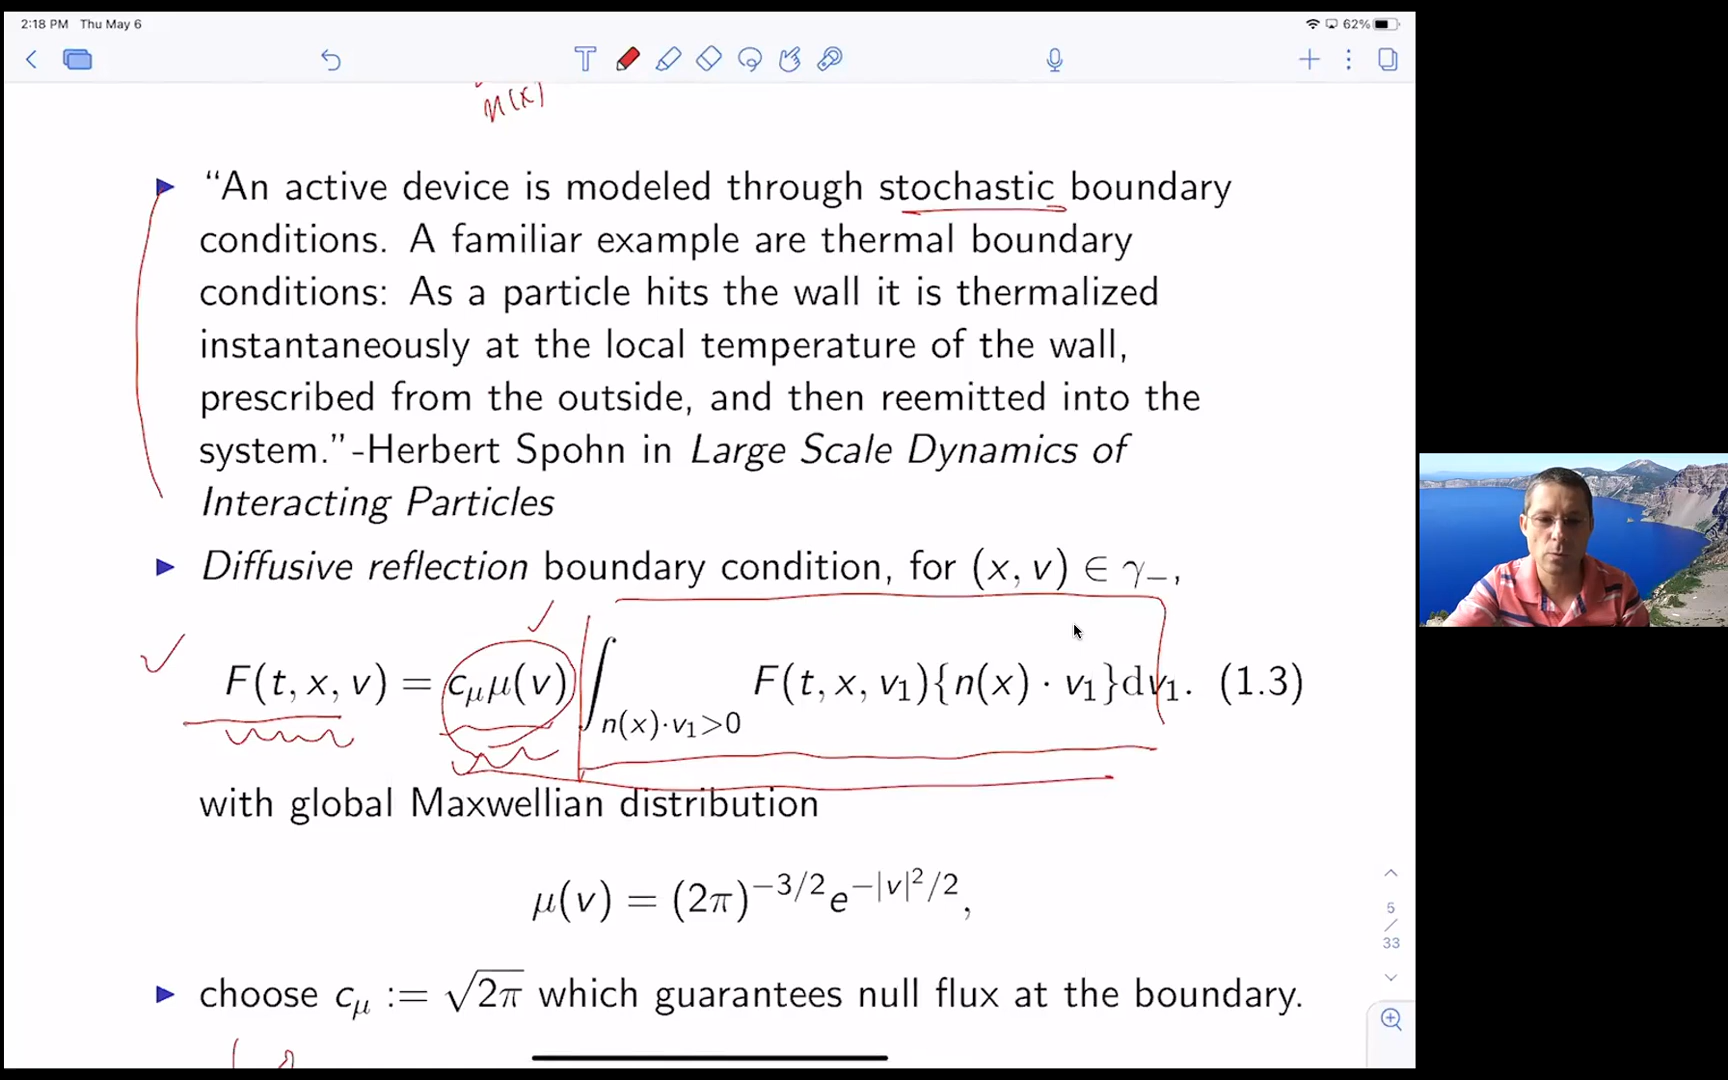 2:18 PM Thu May 6
62%
n(x)
"An active device is modeled through stochastic boundary
conditions. A familiar example are thermal boundary
conditions: As a particle hits the wall it is thermalized
instantaneously at the local temperature of the wall,
prescribed from the outside, and then reemitted into the
system."-Herbert Spohn in Large Scale Dynamics of
Interacting Particles
Diffusive reflection boundary condition, for (x, v) ∈ γ₋,
F(t, x, v) = c_μ μ(v) ∫_{n(x)·v₁>0} F(t, x, v₁){n(x) · v₁}dv₁. (1.3)
with global Maxwellian distribution
μ(v) = (2π)^{−3/2} e^{−|v|²/2},
choose c_μ := √2π which guarantees null flux at the boundary.
5
/
33